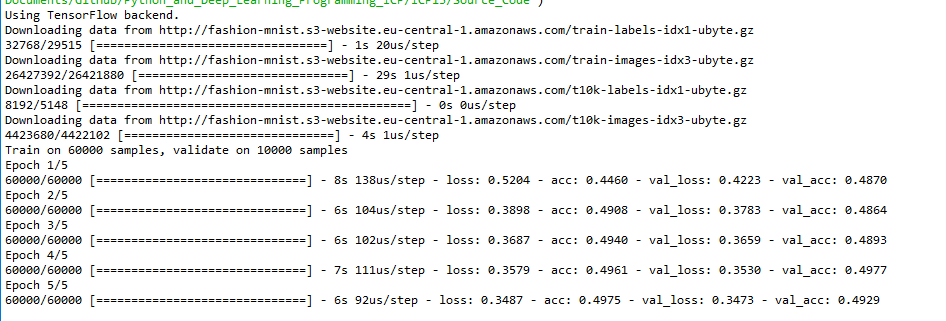 Documents/Github/Python_and_Deep_Learning_Programming_ICP/ICP15/Source_Code')
Using TensorFlow backend.
Downloading data from http://fashion-mnist.s3-website.eu-central-1.amazonaws.com/train-labels-idx1-ubyte.gz
32768/29515 [=================================] - 1s 20us/step
Downloading data from http://fashion-mnist.s3-website.eu-central-1.amazonaws.com/train-images-idx3-ubyte.gz
26427392/26421880 [==============================] - 29s 1us/step
Downloading data from http://fashion-mnist.s3-website.eu-central-1.amazonaws.com/t10k-labels-idx1-ubyte.gz
8192/5148 [===============================================] - 0s 0us/step
Downloading data from http://fashion-mnist.s3-website.eu-central-1.amazonaws.com/t10k-images-idx3-ubyte.gz
4423680/4422102 [==============================] - 4s 1us/step
Train on 60000 samples, validate on 10000 samples
Epoch 1/5
60000/60000 [==============================] - 8s 138us/step - loss: 0.5204 - acc: 0.4460 - val_loss: 0.4223 - val_acc: 0.4870
Epoch 2/5
60000/60000 [==============================] - 6s 104us/step - loss: 0.3898 - acc: 0.4908 - val_loss: 0.3783 - val_acc: 0.4864
Epoch 3/5
60000/60000 [==============================] - 6s 102us/step - loss: 0.3687 - acc: 0.4940 - val_loss: 0.3659 - val_acc: 0.4893
Epoch 4/5
60000/60000 [==============================] - 7s 111us/step - loss: 0.3579 - acc: 0.4961 - val_loss: 0.3530 - val_acc: 0.4977
Epoch 5/5
60000/60000 [==============================] - 6s 92us/step - loss: 0.3487 - acc: 0.4975 - val_loss: 0.3473 - val_acc: 0.4929